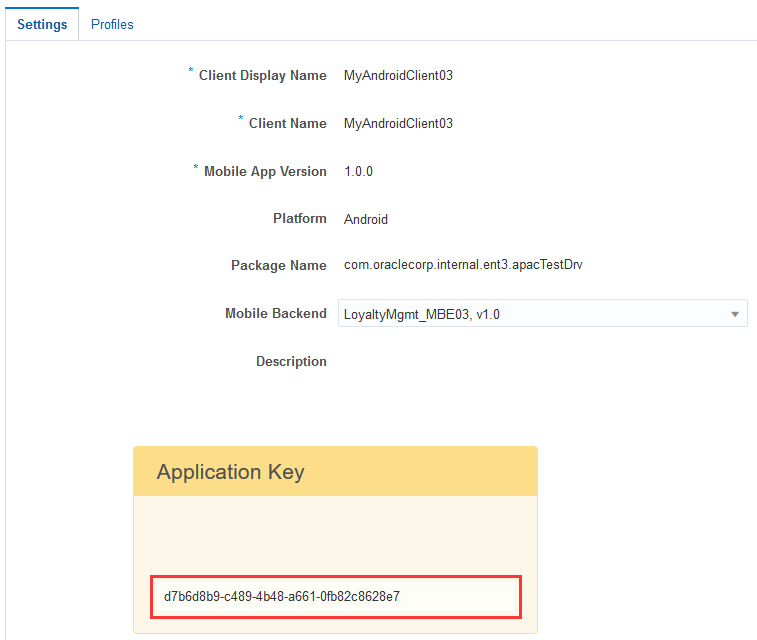 Settings Profiles
* Client Display Name MyAndroidClient03
* Client Name MyAndroidClient03
* Mobile App Version 1.0.0
Platform Android
Package Name com.oraclecorp.internal.ent3.apacTestDrv
Mobile Backend LoyaltyMgmt_MBE03, v1.0
Description
Application Key
d7b6d8b9-c489-4b48-a661-0fb82c8628e7